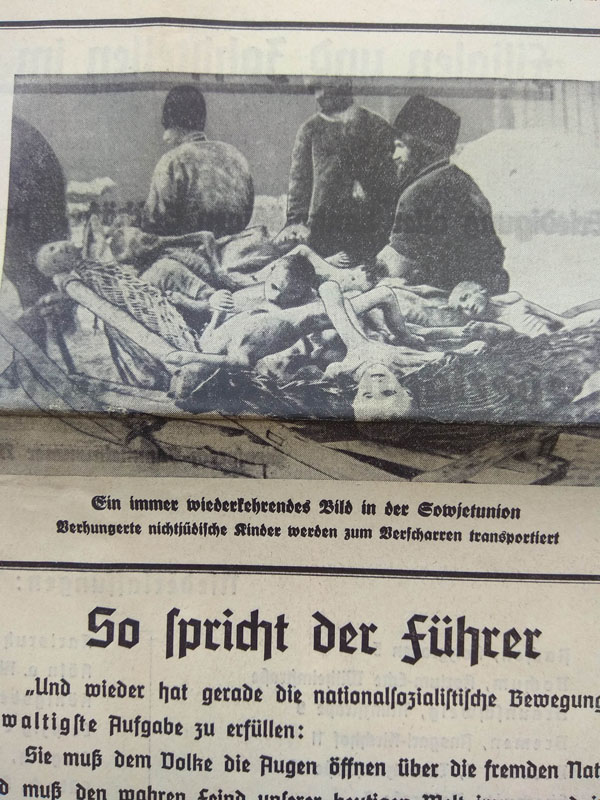 Ein immer wiederkehrendes Bild in der Sowjetunion
Verhungerte nichtjüdische Kinder werden zum Verscharren transportiert
So spricht der Führer
„Und wieder hat gerade die nationalsozialistische Bewegung
waltigste Aufgabe zu erfüllen:
Sie muß dem Volke die Augen öffnen über die fremden Nat
muß den wahren Feind unserer heutigen Welt